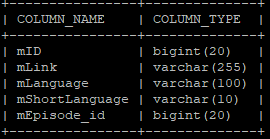 +----------------+--------------+
| COLUMN_NAME    | COLUMN_TYPE  |
+----------------+--------------+
| mID            | bigint(20)   |
| mLink          | varchar(255) |
| mLanguage      | varchar(100) |
| mShortLanguage | varchar(10)  |
| mEpisode_id    | bigint(20)   |
+----------------+--------------+